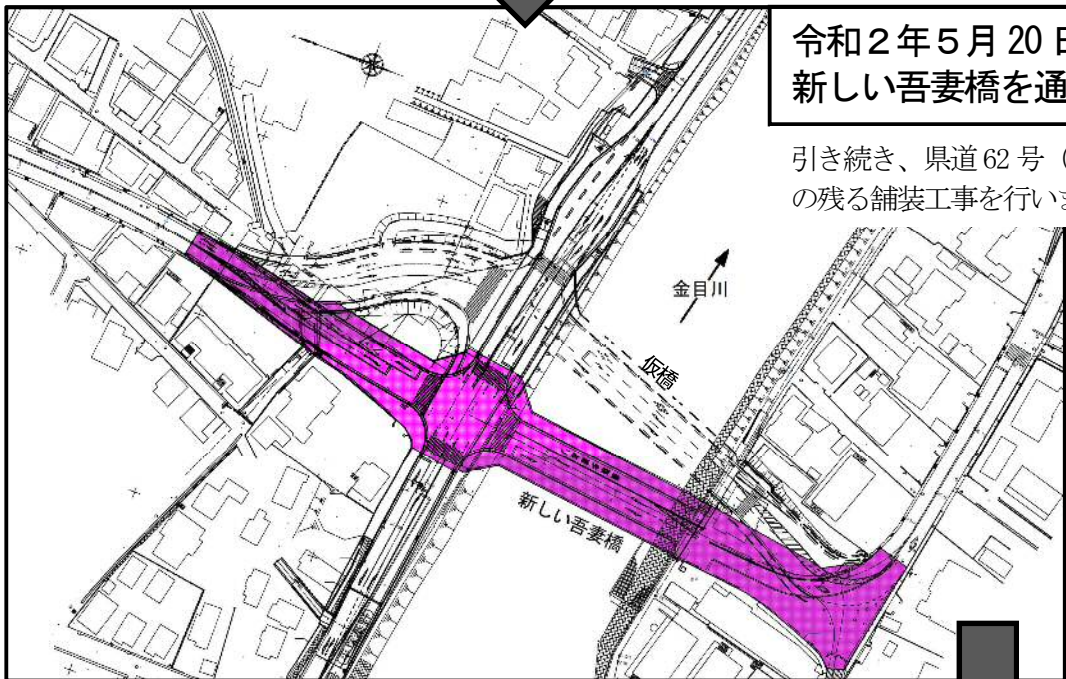 令和２年５月 20 日
新しい吾妻橋を通
引き続き、県道 62 号（
の残る舗装工事を行いま
金目川
仮橋
新しい吾妻橋